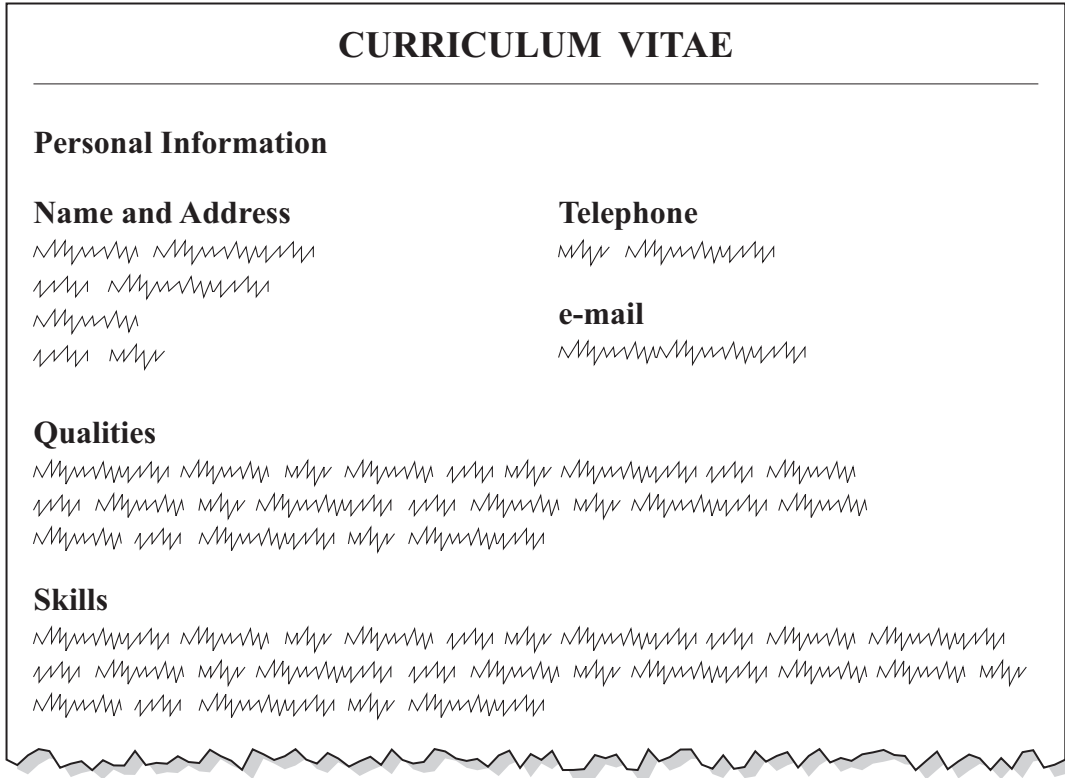 CURRICULUM VITAE
Personal Information
Name and Address
Telephone
e-mail
Qualities
Skills